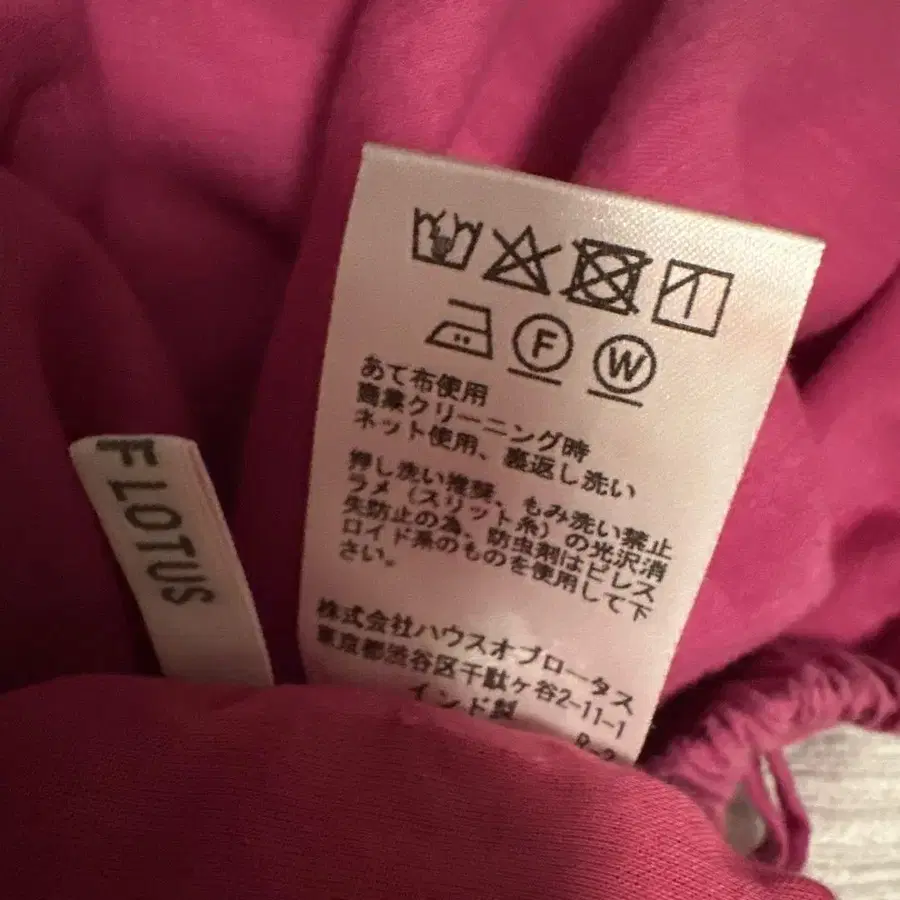 F
W
あて布使用
商業クリーニング時
ネット使用、裏返し洗い
押し洗い推奨、もみ洗い禁止
ラメ（スリット糸）の光沢消
失防止の為、防虫剤はピレス
ロイド系のものを使用して下
さい。
株式会社ハウスオブロータス
東京都渋谷区千駄ヶ谷2-11-1
インド製
F LOTUS